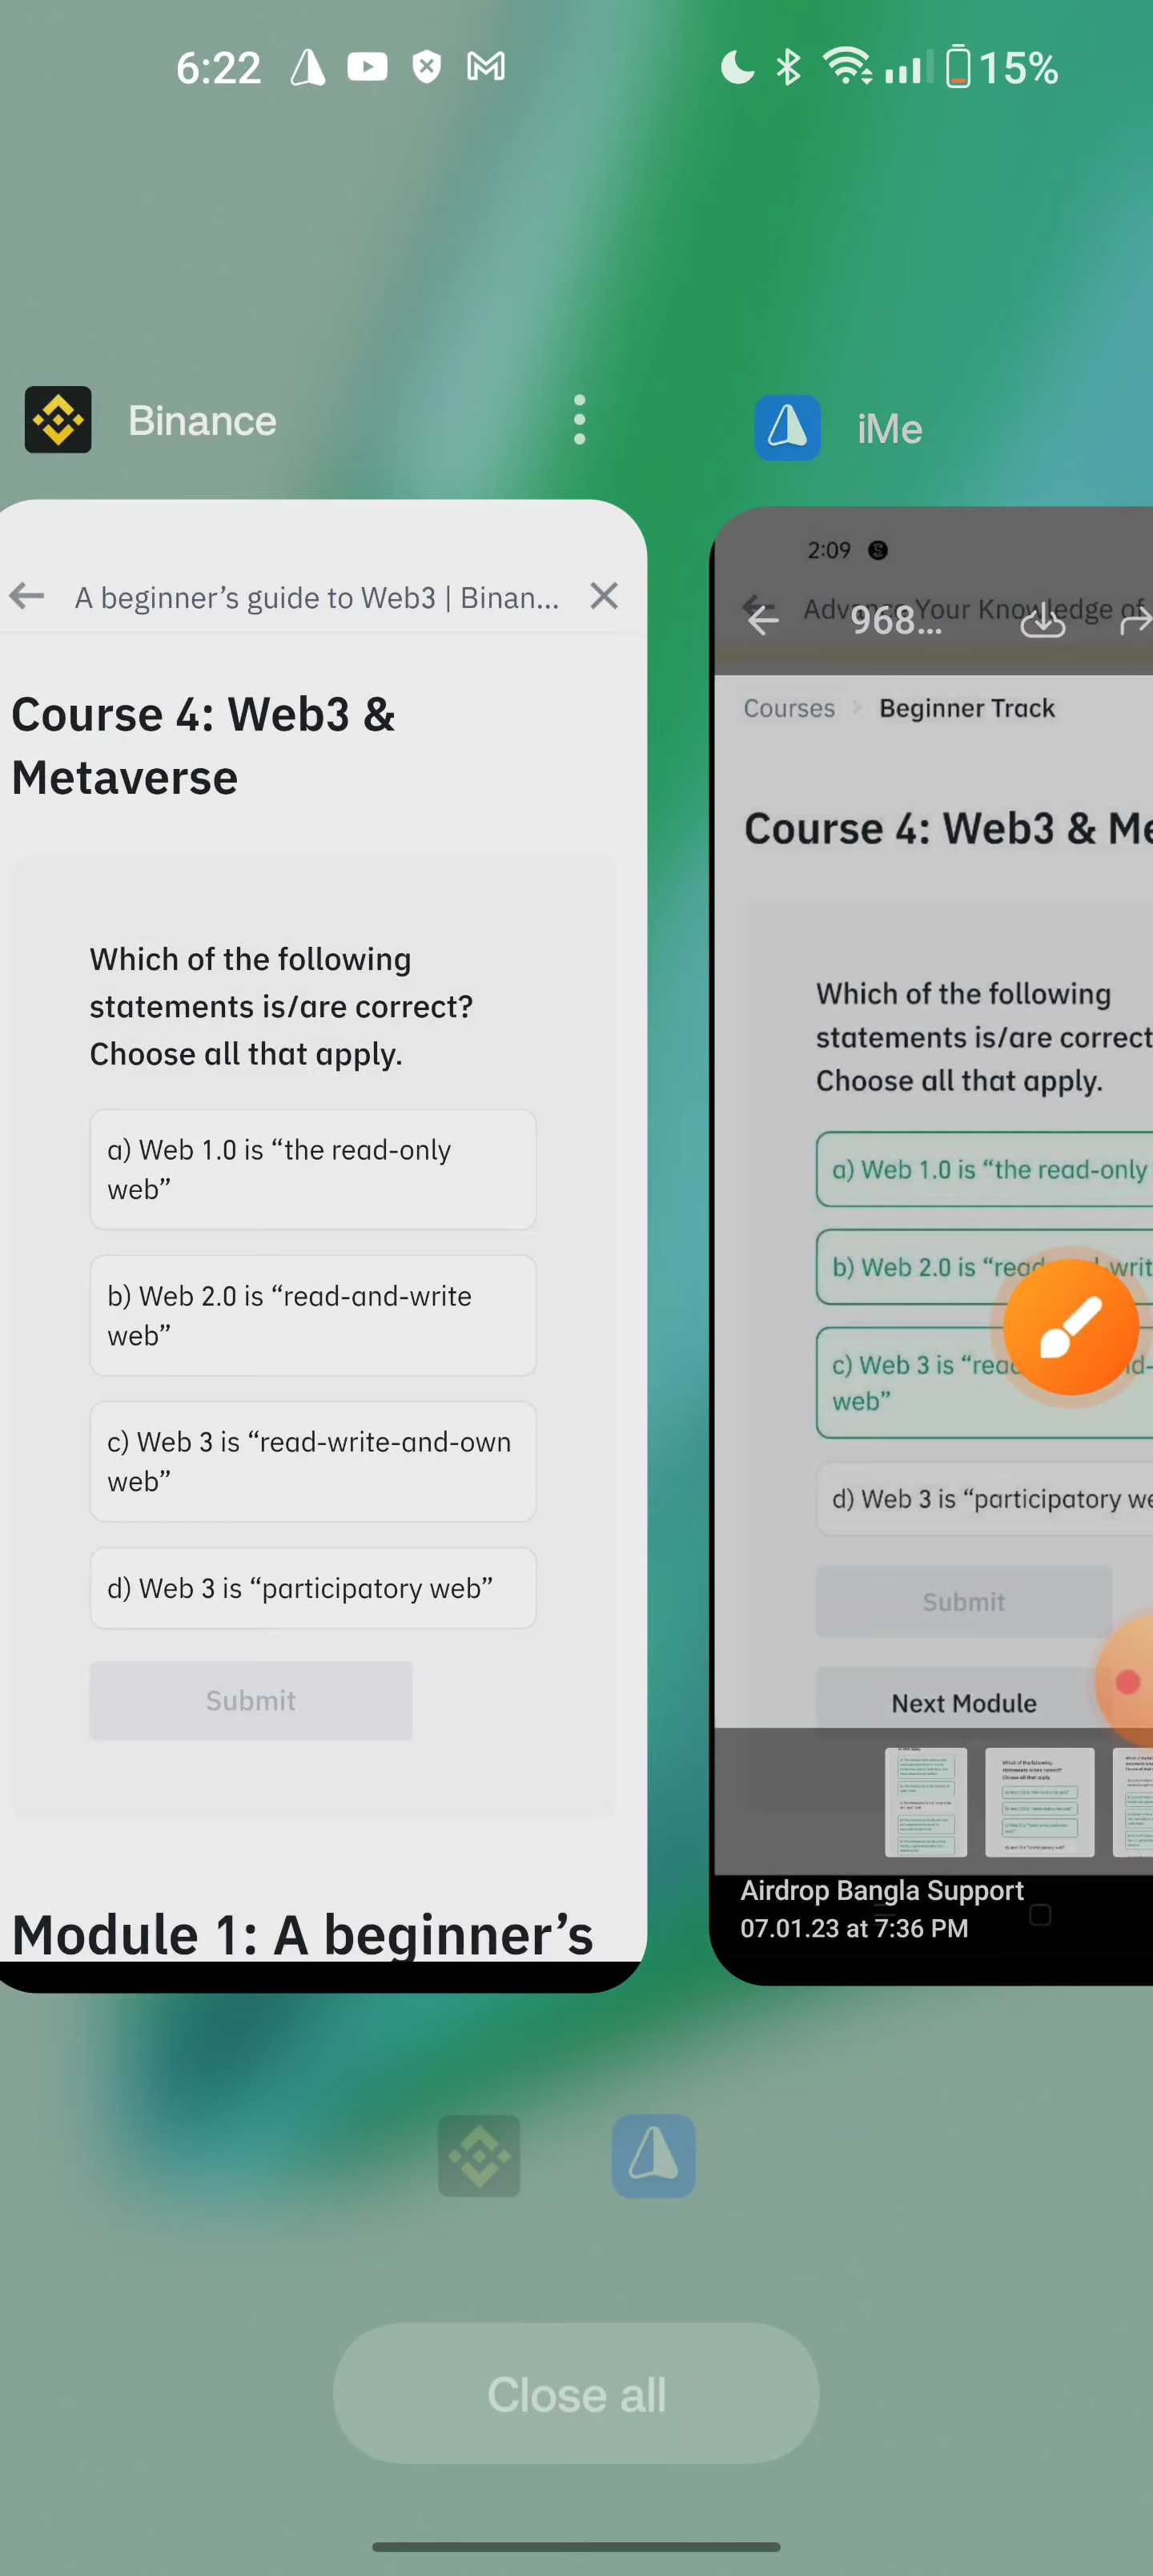 6:22
15%
Binance
A beginner’s guide to Web3 | Binan...
Course 4: Web3 &
Metaverse
Which of the following
statements is/are correct?
Choose all that apply.
a) Web 1.0 is “the read-only
web”
b) Web 2.0 is “read-and-write
web”
c) Web 3 is “read-write-and-own
web”
d) Web 3 is “participatory web”
Submit
Module 1: A beginner’s
iMe
2:09
Your Knowledge of
968...
Courses
Beginner Track
Course 4: Web3 & Me
Which of the following
statements is/are correct
Choose all that apply.
a) Web 1.0 is “the read-only
b) Web 2.0 is “read
writ
c) Web 3 is “read
d-
web”
d) Web 3 is “participatory we
Submit
Next Module
Airdrop Bangla Support
07.01.23 at 7:36 PM
Close all